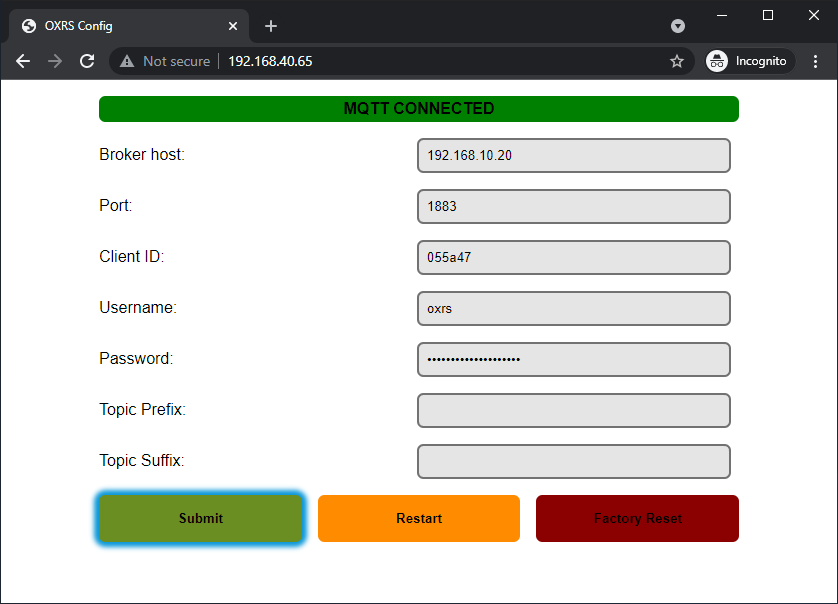 OXRS Config
Not secure | 192.168.40.65
Incognito
MQTT CONNECTED
Broker host: 192.168.10.20
Port: 1883
Client ID: 055a47
Username: oxrs
Password: ••••••••••••••••••••
Topic Prefix:
Topic Suffix:
Submit Restart Factory Reset